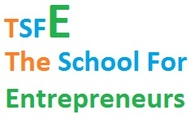 TSFE
The School For
Entrepreneurs